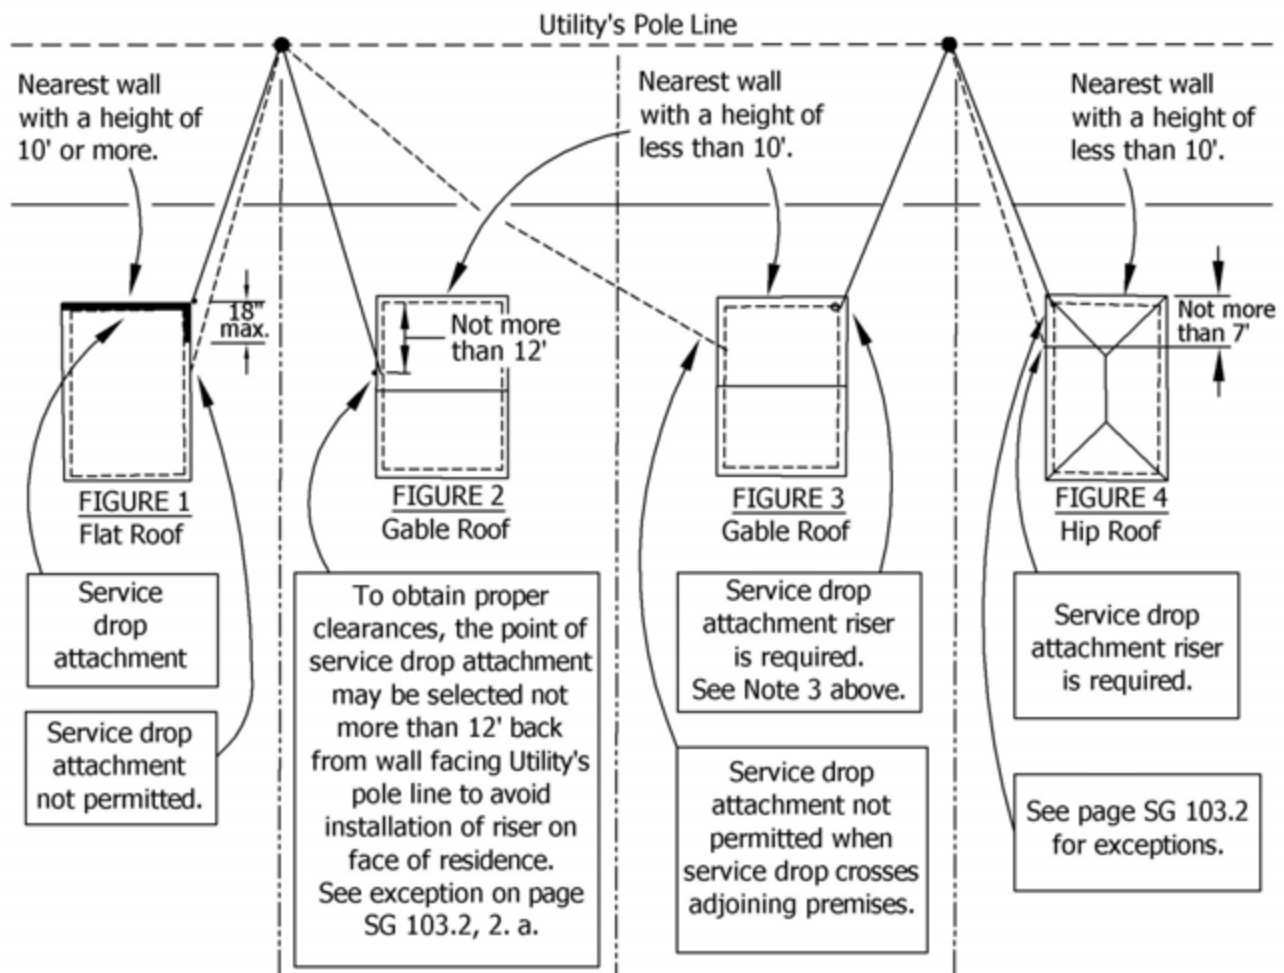 Utility's Pole Line
Nearest wall
with a height of
10' or more.
Nearest wall
with a height of
less than 10'.
Nearest wall
with a height of
less than 10'.
18"
max.
Not more
than 12'
Not more
than 7'
FIGURE 1
Flat Roof
FIGURE 2
Gable Roof
FIGURE 3
Gable Roof
FIGURE 4
Hip Roof
Service
drop
attachment
Service drop
attachment
not permitted.
To obtain proper
clearances, the point of
service drop attachment
may be selected not
more than 12' back
from wall facing Utility's
pole line to avoid
installation of riser on
face of residence.
See exception on page
SG 103.2, 2. a.
Service drop
attachment riser
is required.
See Note 3 above.
Service drop
attachment not
permitted when
service drop crosses
adjoining premises.
Service drop
attachment riser
is required.
See page SG 103.2
for exceptions.